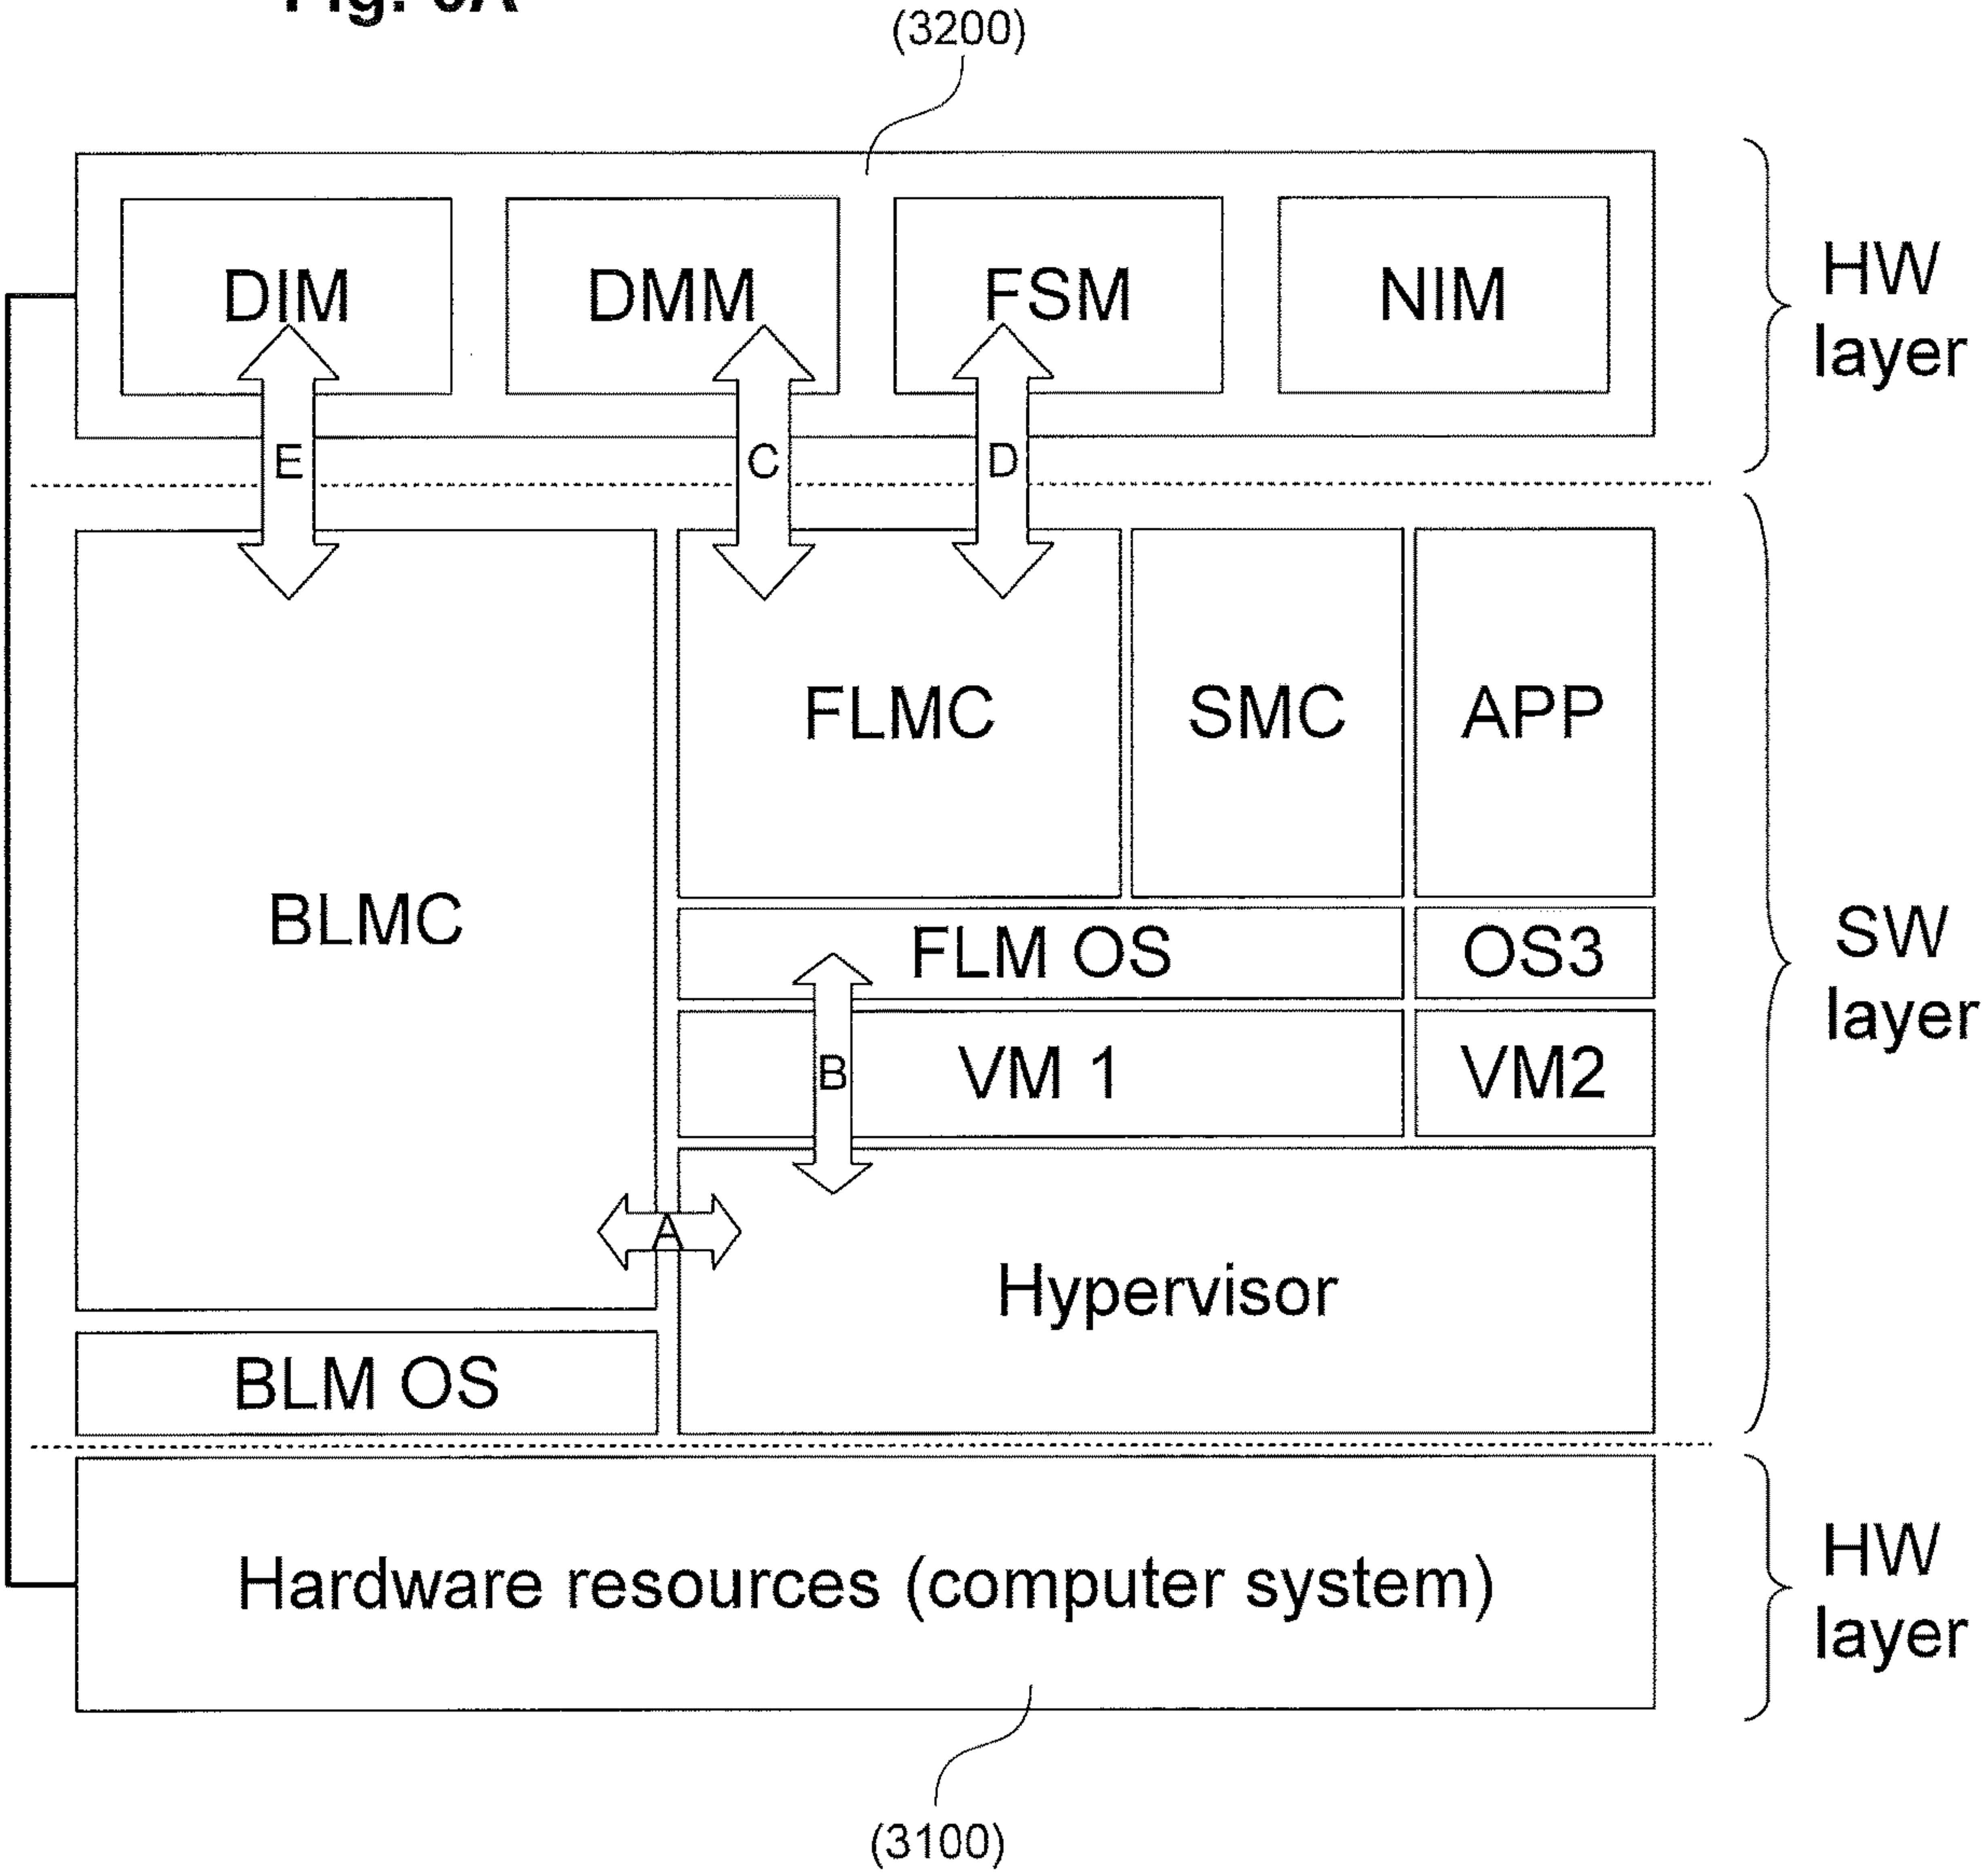 (3200)
DIM
DMM
FSM
NIM
HW
layer
E
C
D
FLMC
SMC
APP
BLMC
FLM OS
OS3
SW
layer
VM 1
VM2
B
A
Hypervisor
BLM OS
Hardware resources (computer system)
HW
layer
(3100)